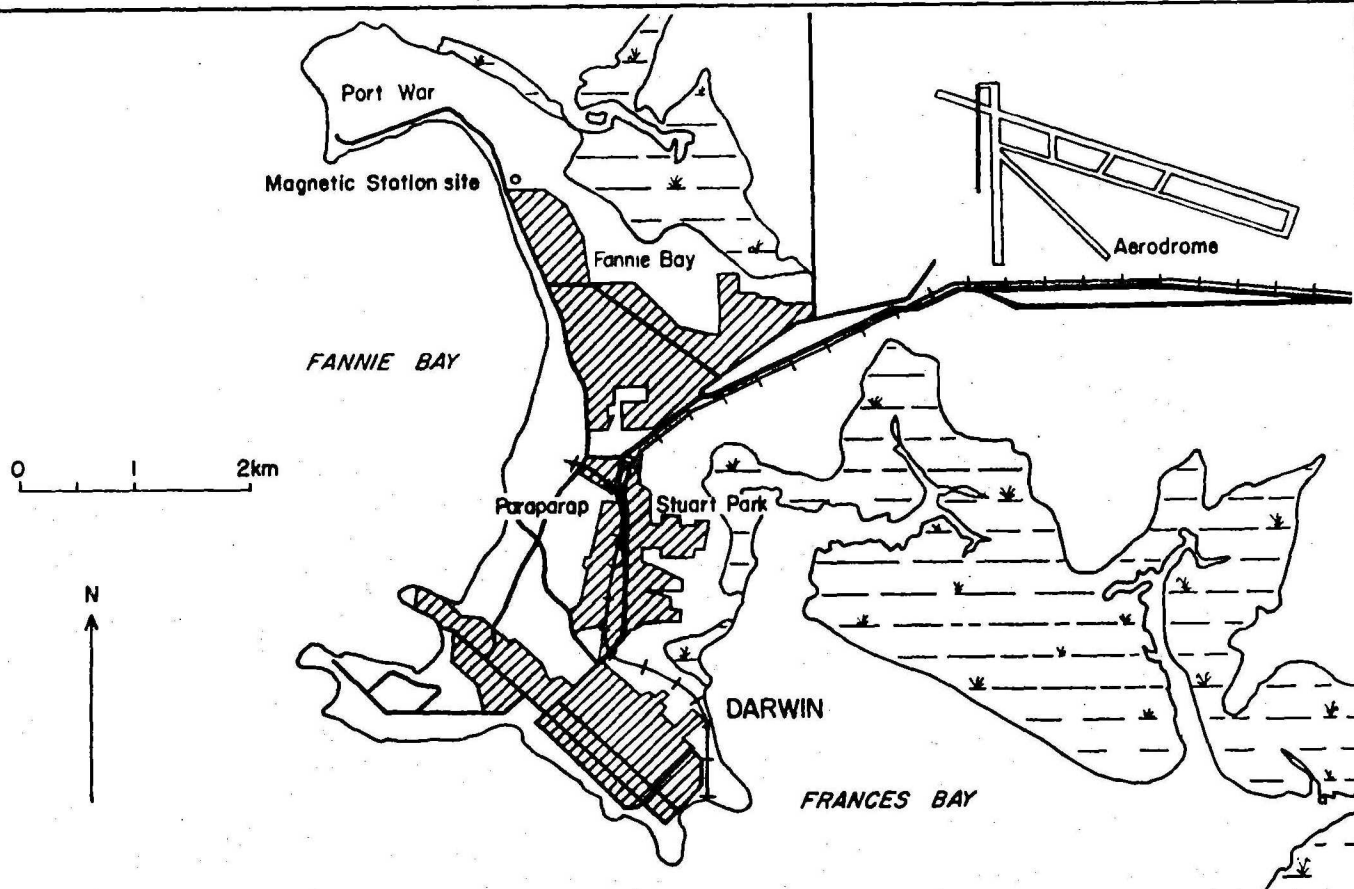 Port War
Magnetic Station site
Fannie Bay
Aerodrome
FANNIE BAY
0 1 2km
Paraparap
Stuart Park
N
DARWIN
FRANCES BAY